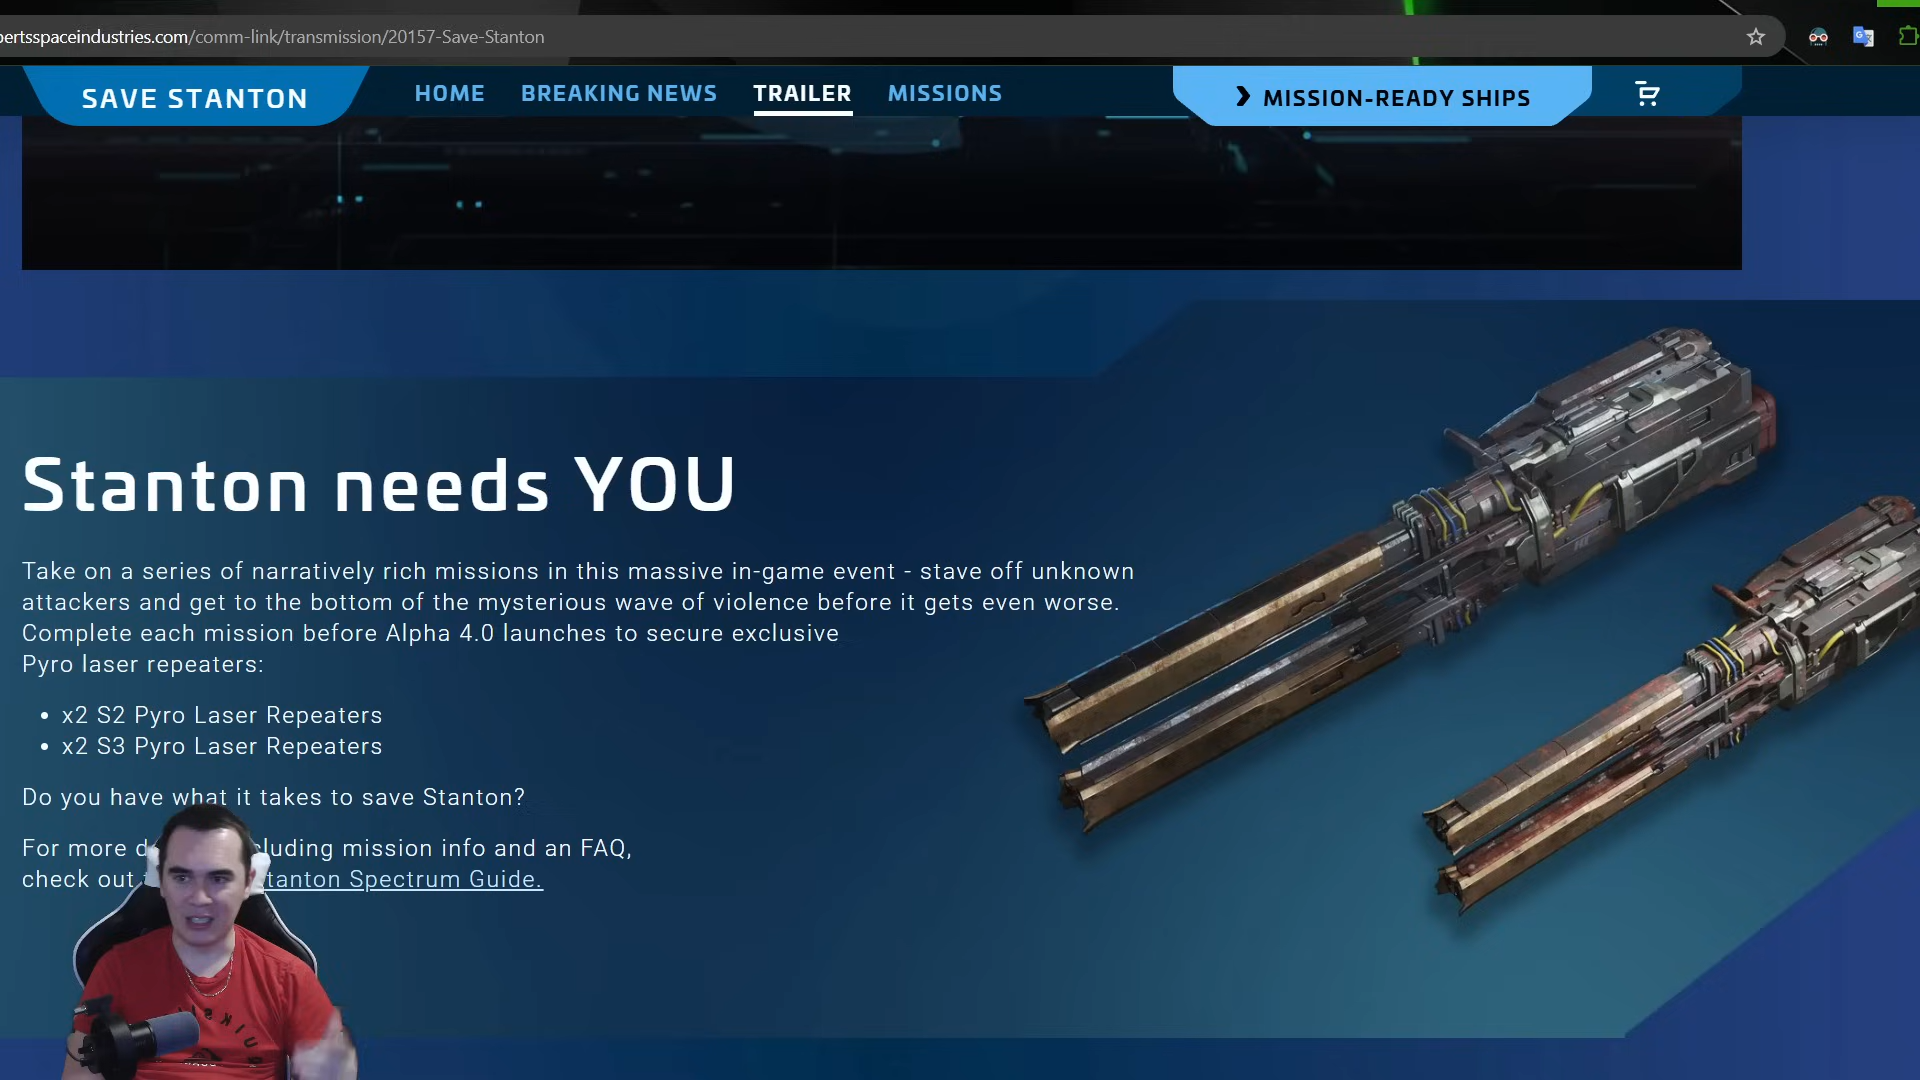 bertsspaceindustries.com/comm-link/transmission/20157-Save-Stanton
SAVE STANTON
HOME
BREAKING NEWS
TRAILER
MISSIONS
MISSION-READY SHIPS
Stanton needs YOU
Take on a series of narratively rich missions in this massive in-game event - stave off unknown
attackers and get to the bottom of the mysterious wave of violence before it gets even worse.
Complete each mission before Alpha 4.0 launches to secure exclusive
Pyro laser repeaters:
• x2 S2 Pyro Laser Repeaters
• x2 S3 Pyro Laser Repeaters
Do you have what it takes to save Stanton?
For more cluding mission info and an FAQ,
check out tanton Spectrum Guide.